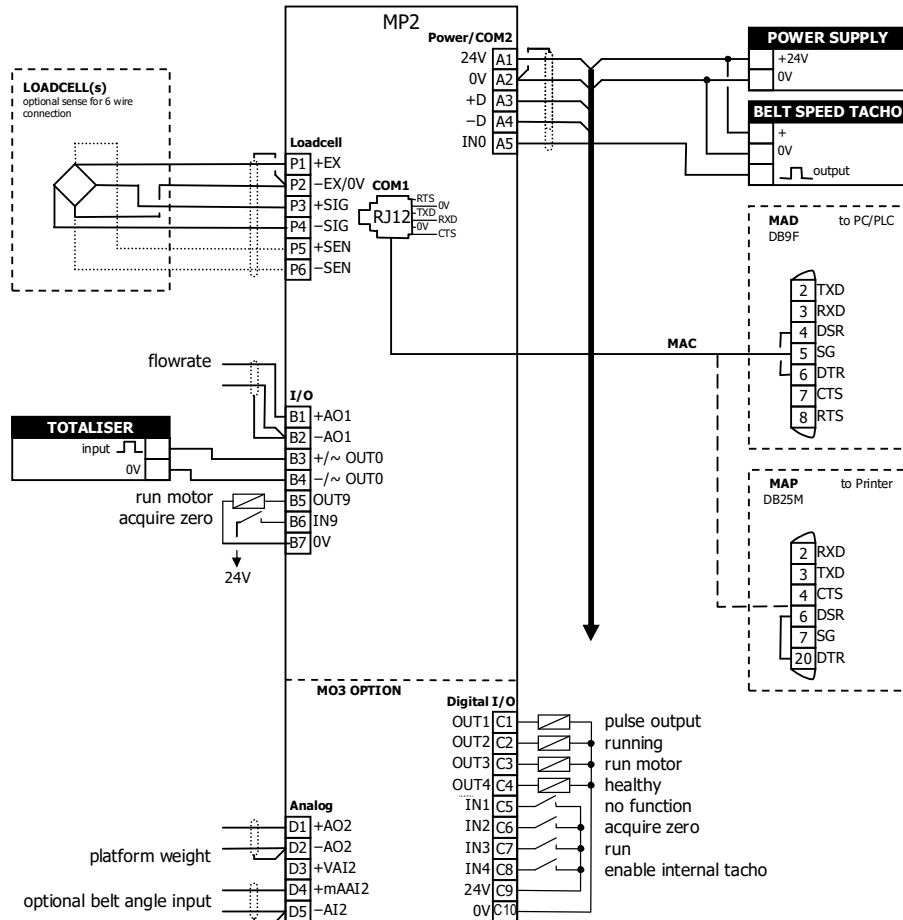 MP2
Power/COM2
24V A1
0V A2
+D A3
−D A4
IN0 A5
POWER SUPPLY
+24V
0V
BELT SPEED TACHO
+
0V
output
LOADCELL(s)
optional sense for 6 wire
connection
Loadcell
P1 +EX
P2 −EX/0V
P3 +SIG
P4 −SIG
P5 +SEN
P6 −SEN
COM1
RJ12
RTS
0V
TXD
RXD
0V
CTS
MAC
MAD to PC/PLC
DB9F
2 TXD
3 RXD
4 DSR
5 SG
6 DTR
7 CTS
8 RTS
flowrate
I/O
B1 +AO1
B2 −AO1
B3 +/~ OUT0
B4 −/~ OUT0
B5 OUT9
B6 IN9
B7 0V
TOTALISER
input
0V
run motor
acquire zero
24V
MAP to Printer
DB25M
2 RXD
3 TXD
4 CTS
6 DSR
7 SG
20 DTR
MO3 OPTION
Digital I/O
OUT1 C1 pulse output
OUT2 C2 running
OUT3 C3 run motor
OUT4 C4 healthy
IN1 C5 no function
IN2 C6 acquire zero
IN3 C7 run
IN4 C8 enable internal tacho
24V C9
0V C10
Analog
D1 +AO2
D2 −AO2
D3 +VAI2
D4 +mAAI2
D5 −AI2
platform weight
optional belt angle input